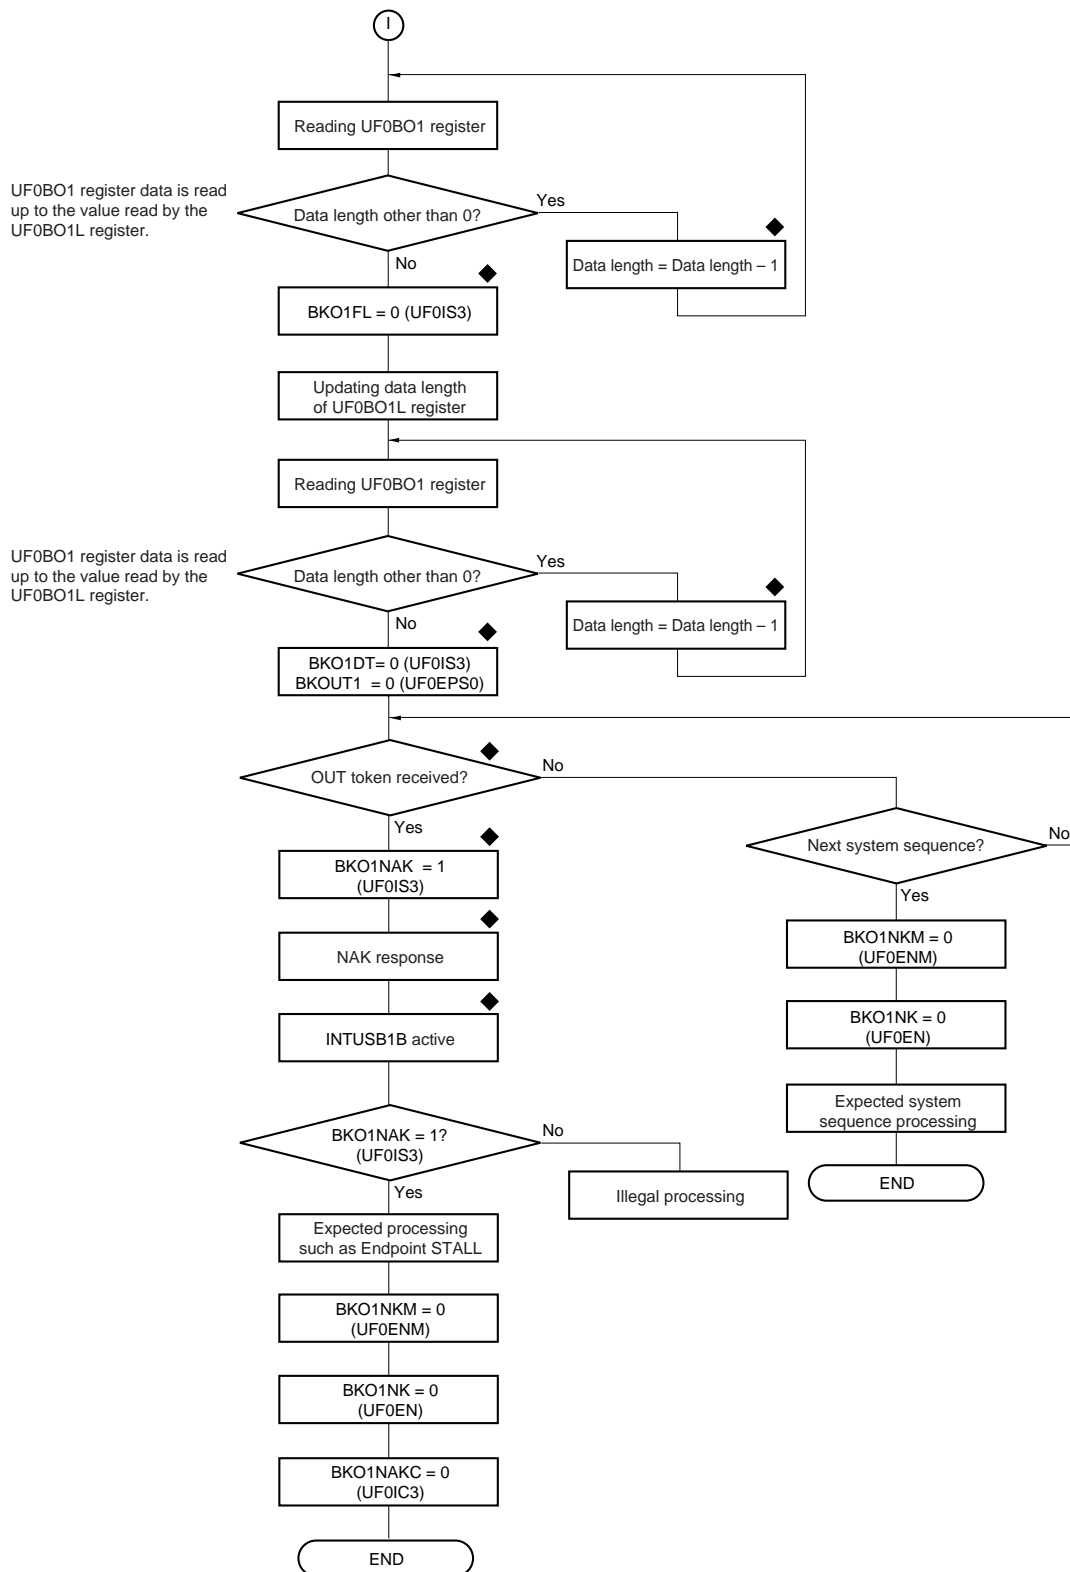 I
Reading UF0BO1 register
UF0BO1 register data is read
up to the value read by the
UF0BO1L register.
Data length other than 0?
Yes
Data length = Data length – 1
No
BKO1FL = 0 (UF0IS3)
Updating data length
of UF0BO1L register
Reading UF0BO1 register
UF0BO1 register data is read
up to the value read by the
UF0BO1L register.
Data length other than 0?
Yes
Data length = Data length – 1
No
BKO1DT= 0 (UF0IS3)
BKOUT1 = 0 (UF0EPS0)
OUT token received?
No
Yes
Next system sequence?
No
Yes
BKO1NAK = 1
(UF0IS3)
NAK response
INTUSB1B active
BKO1NKM = 0
(UF0ENM)
BKO1NK = 0
(UF0EN)
Expected system
sequence processing
END
BKO1NAK = 1?
(UF0IS3)
No
Illegal processing
Yes
Expected processing
such as Endpoint STALL
BKO1NKM = 0
(UF0ENM)
BKO1NK = 0
(UF0EN)
BKO1NAKC = 0
(UF0IC3)
END